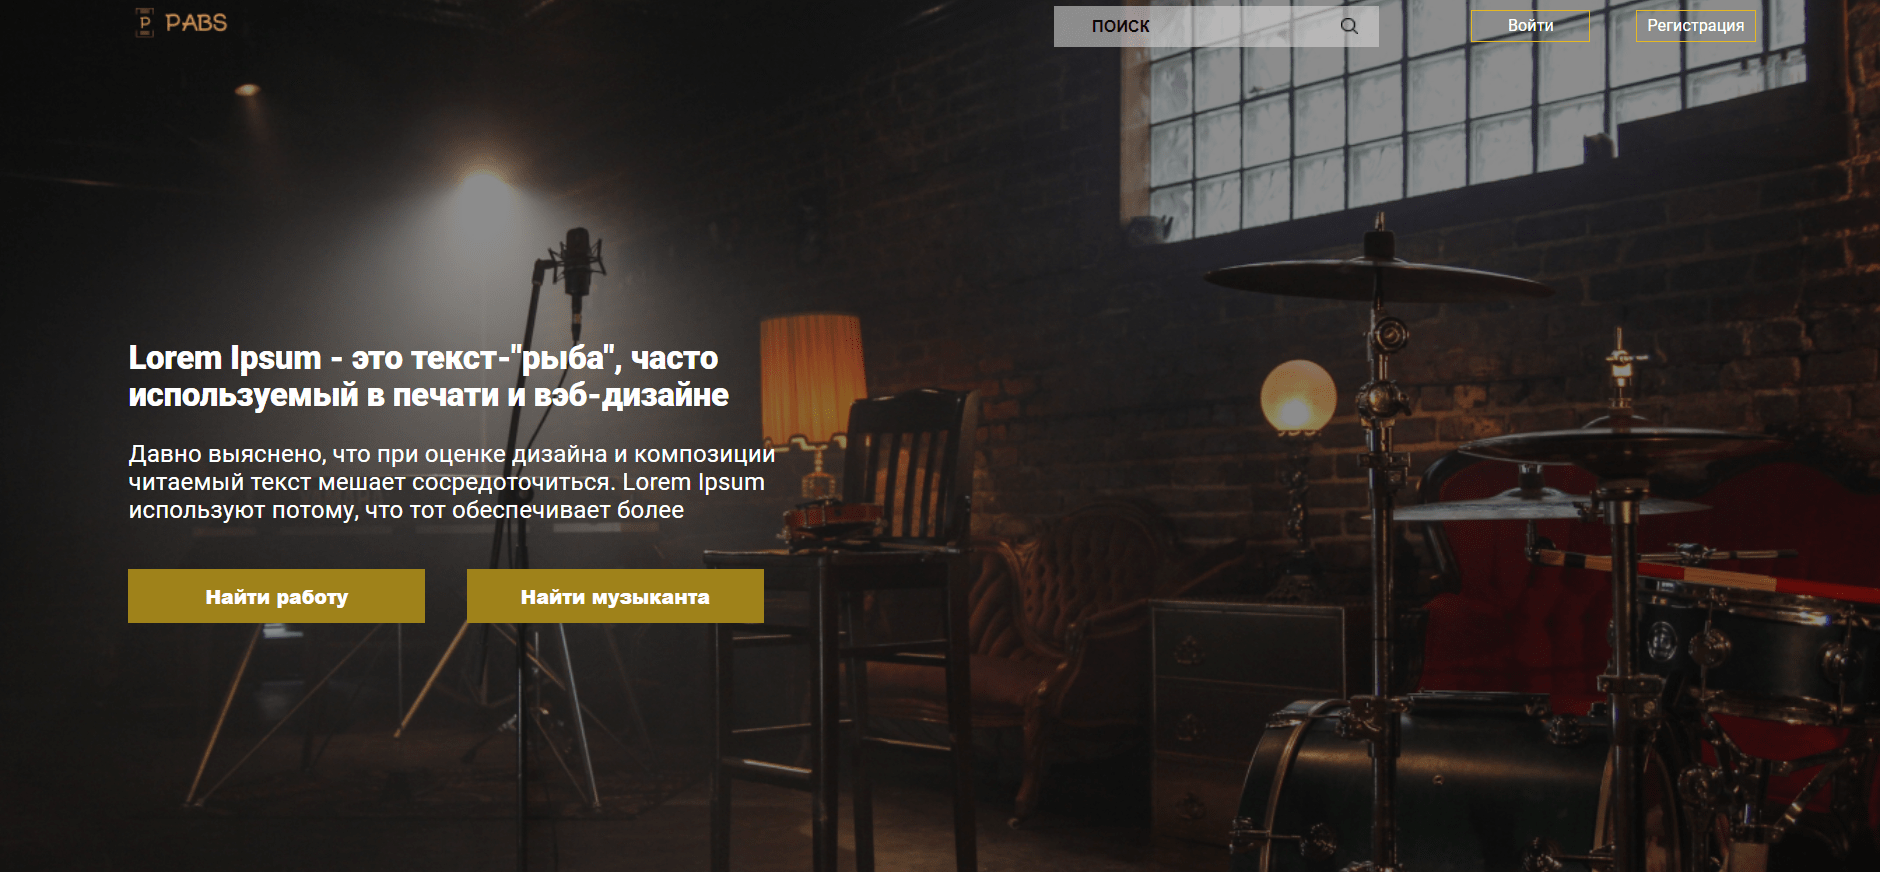 P PABS
ПОИСК
Войти
Регистрация
Lorem Ipsum - это текст-"рыба", часто
используемый в печати и вэб-дизайне
Давно выяснено, что при оценке дизайна и композиции
читаемый текст мешает сосредоточиться. Lorem Ipsum
используют потому, что тот обеспечивает более
Найти работу
Найти музыканта